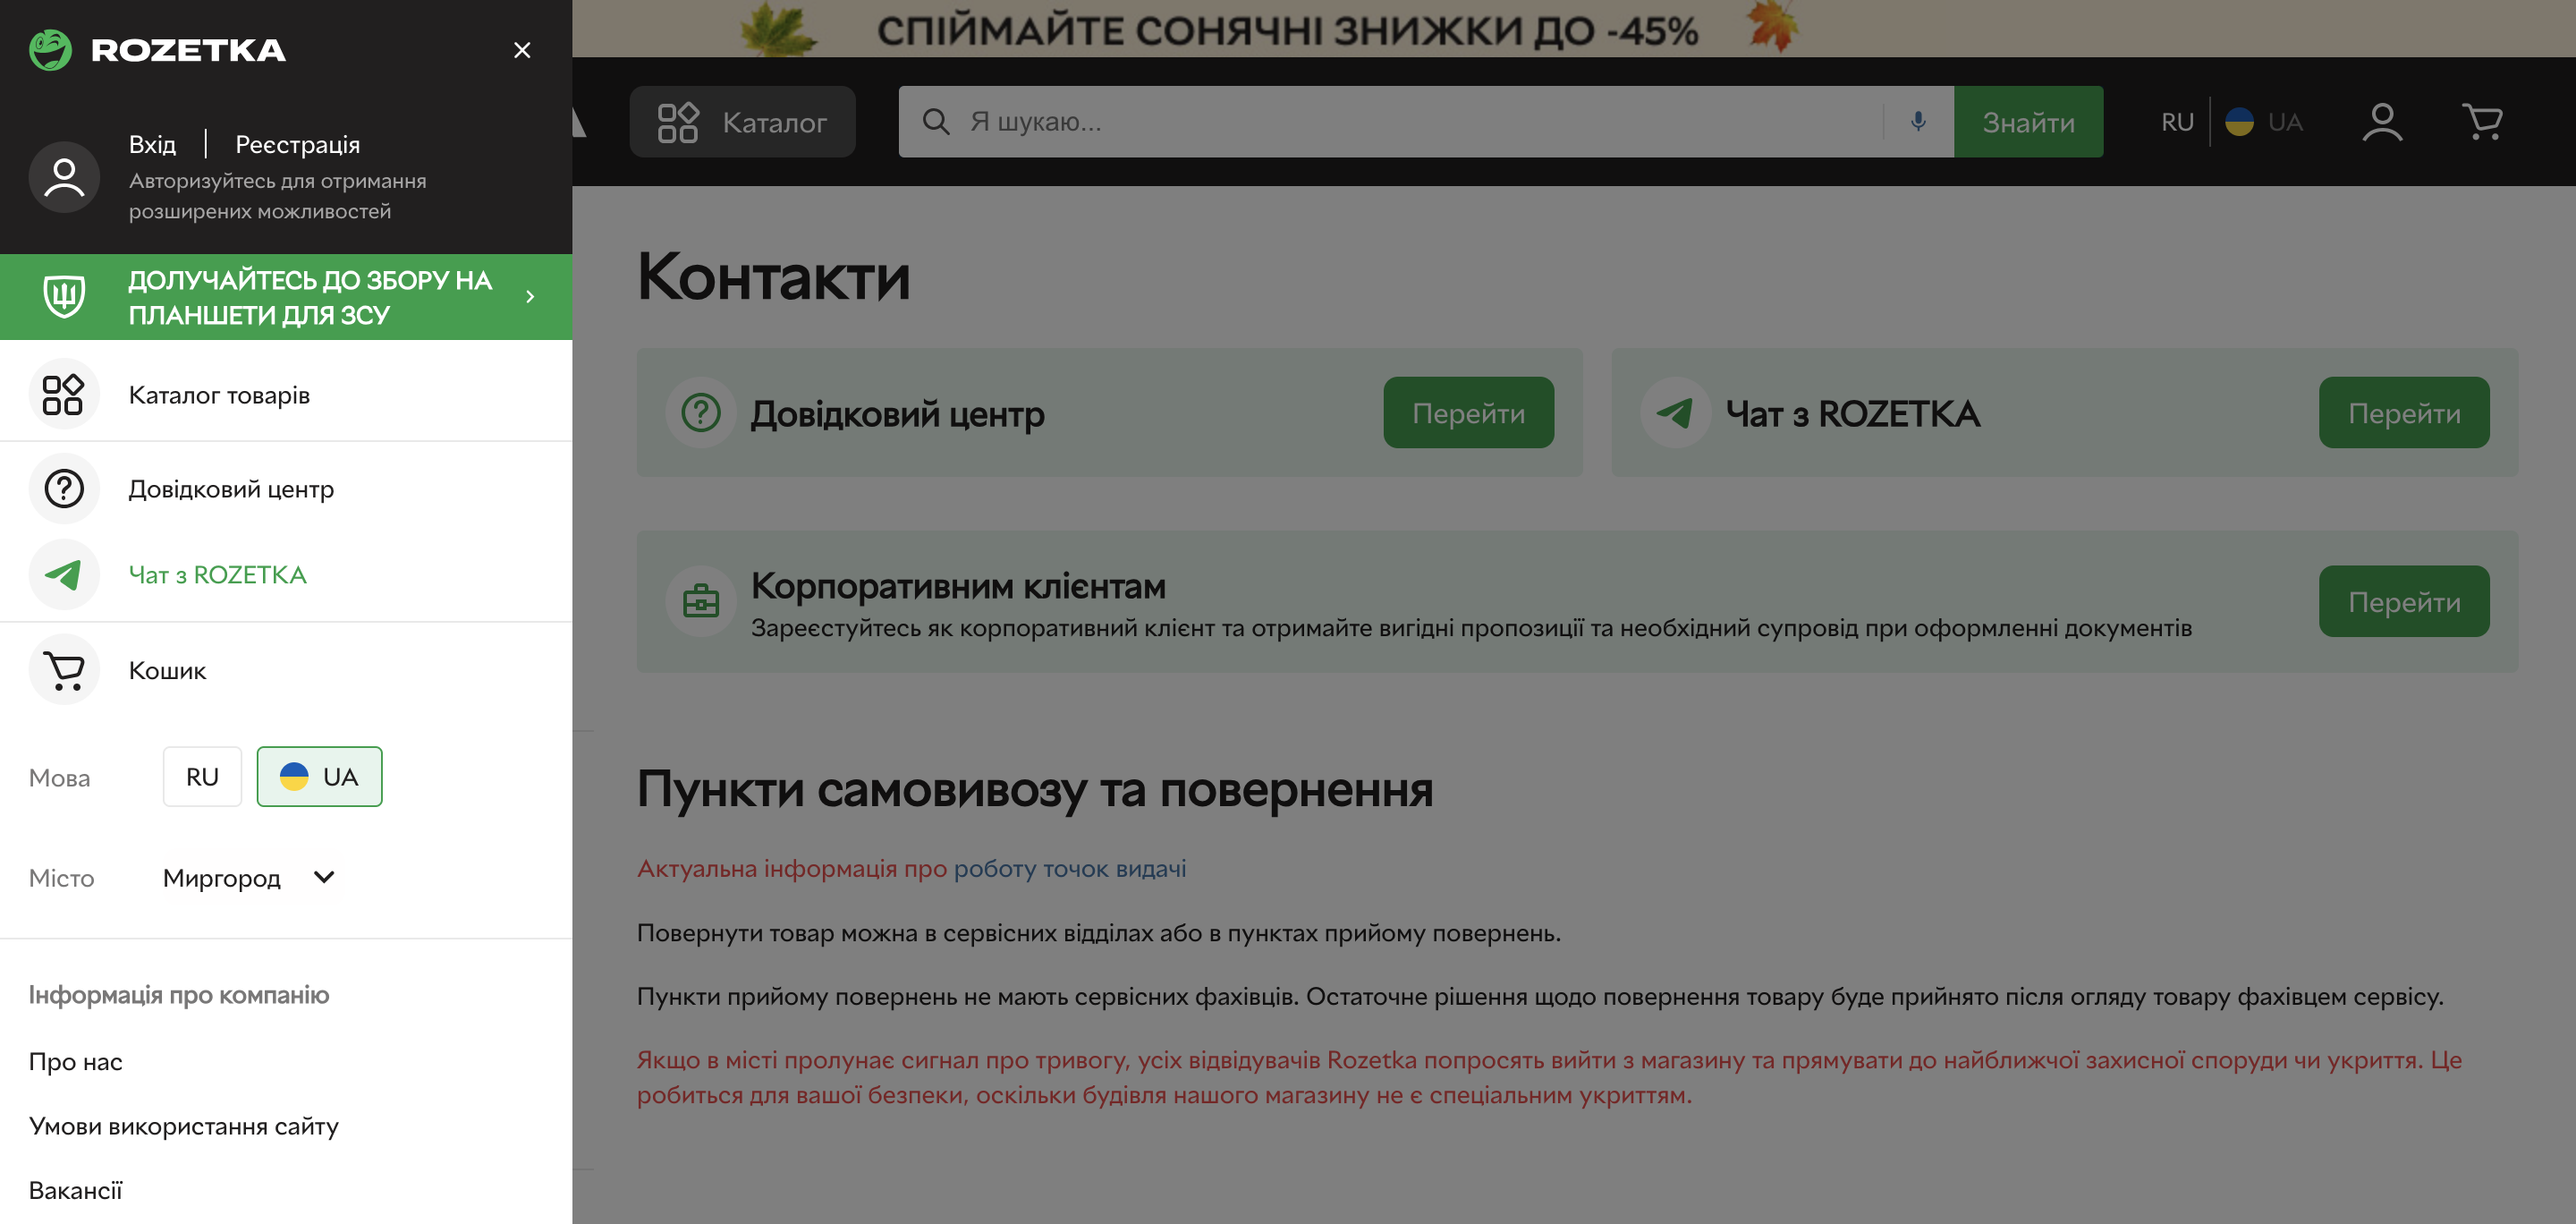 ROZETKA
Вхід
Реєстрація
Авторизуйтесь для отримання
розширених можливостей
ДОЛУЧАЙТЕСЬ ДО ЗБОРУ НА
ПЛАНШЕТИ ДЛЯ ЗСУ
Каталог товарів
Довідковий центр
Чат з ROZETKA
Кошик
Мова
RU
UA
Місто
Миргород
Інформація про компанію
Про нас
Умови використання сайту
Вакансії
СПІЙМАЙТЕ СОНЯЧНІ ЗНИЖКИ ДО -45%
Каталог
Я шукаю...
Знайти
RU
UA
Контакти
Довідковий центр
Перейти
Чат з ROZETKA
Перейти
Корпоративним клієнтам
Зареєстуйтесь як корпоративний клієнт та отримайте вигідні пропозиції та необхідний супровід при оформленні документів
Перейти
Пункти самовивозу та повернення
Актуальна інформація про роботу точок видачі
Повернути товар можна в сервісних відділах або в пунктах прийому повернень.
Пункти прийому повернень не мають сервісних фахівців. Остаточне рішення щодо повернення товару буде прийнято після огляду товару фахівцем сервісу.
Якщо в місті пролунає сигнал про тривогу, усіх відвідувачів Rozetka попросять вийти з магазину та прямувати до найближчої захисної споруди чи укриття. Це
робиться для вашої безпеки, оскільки будівля нашого магазину не є спеціальним укриттям.